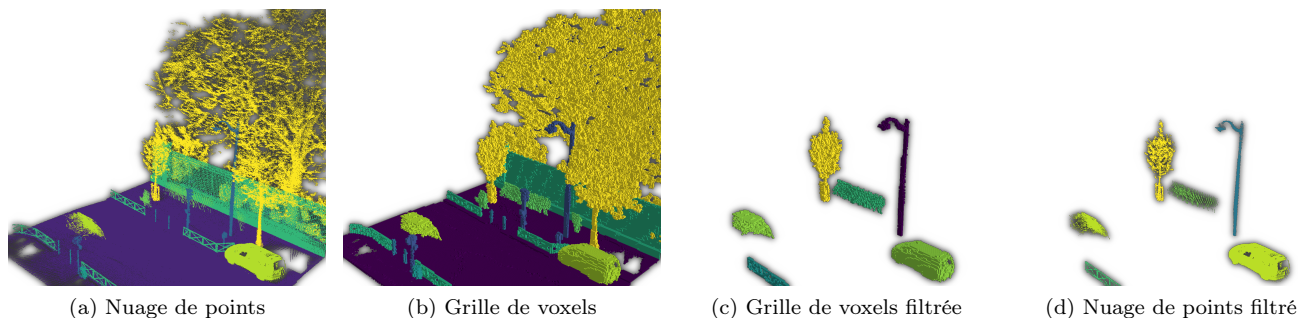 (a) Nuage de points
(b) Grille de voxels
(c) Grille de voxels filtrée
(d) Nuage de points filtré